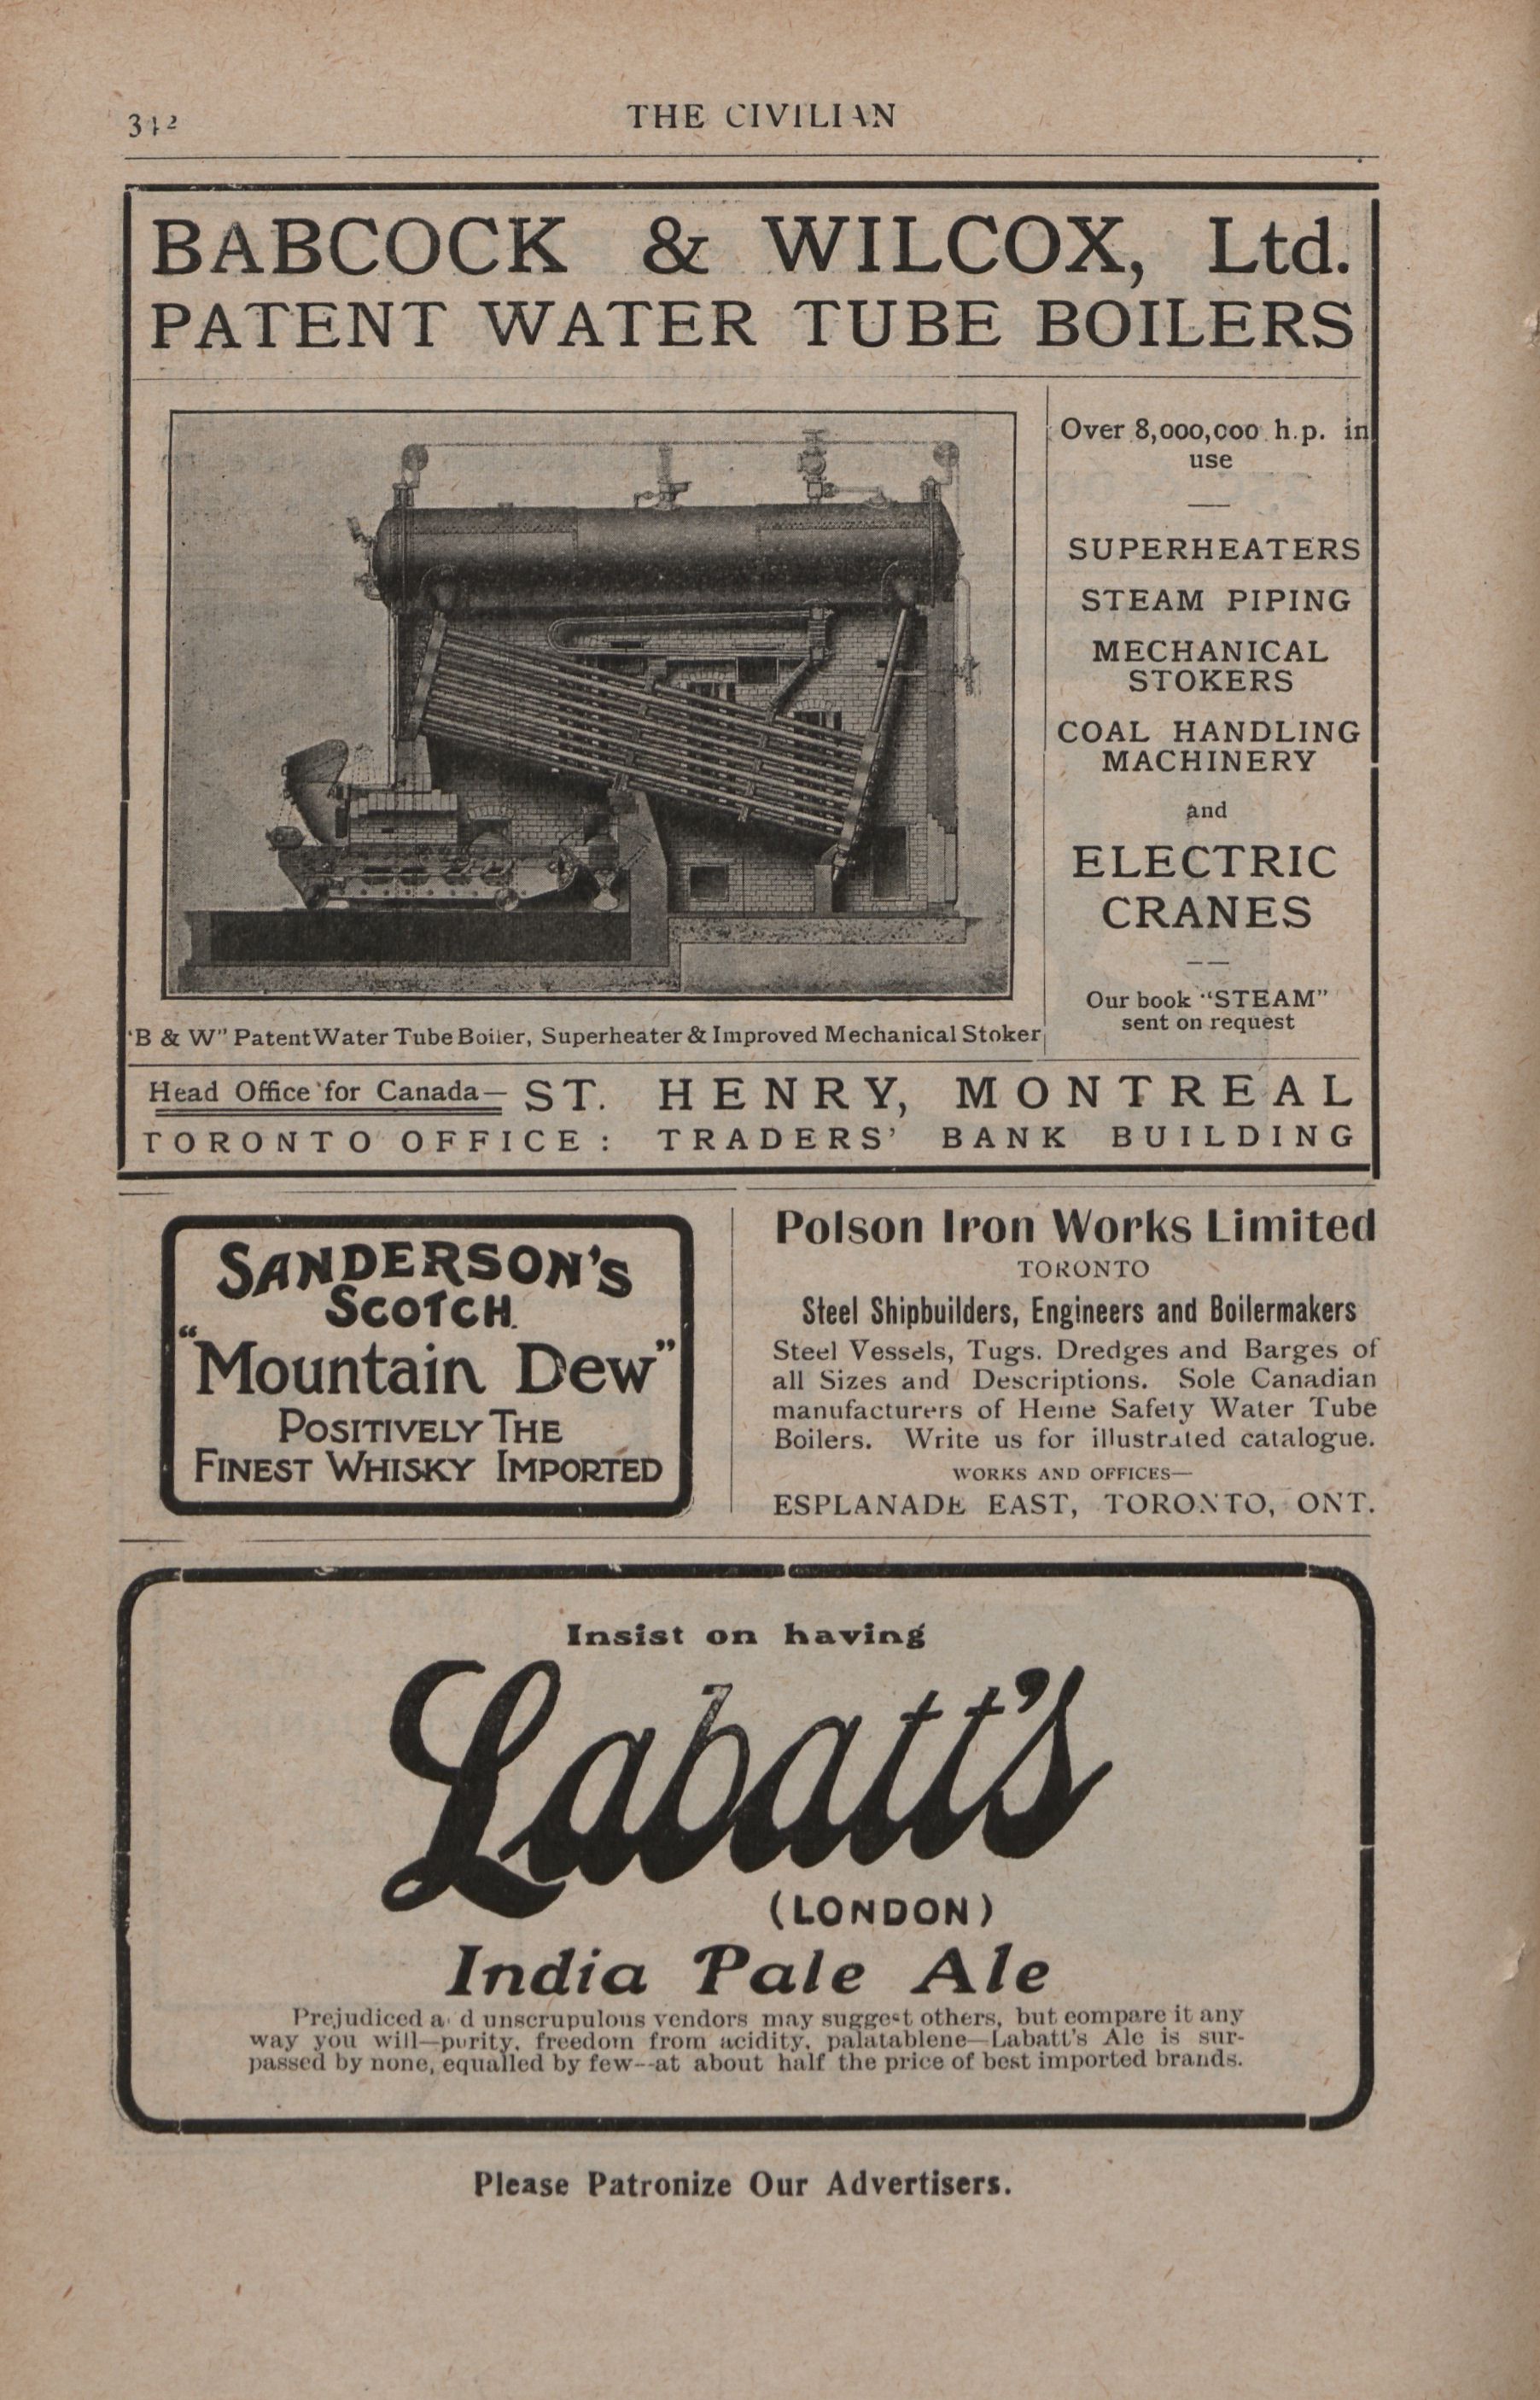 342
THE CIVILIAN
BABCOCK & WILCOX, Ltd.
PATENT WATER TUBE BOILERS
Over 8,000,000 h.p. in
use
SUPERHEATERS
STEAM PIPING
MECHANICAL
STOKERS
COAL HANDLING
MACHINERY
and
ELECTRIC
CRANES
Our book "STEAM"
sent on request
'B & W" Patent Water Tube Boiler, Superheater & Improved Mechanical Stoker
Head Office for Canada— ST. HENRY, MONTREAL
TORONTO OFFICE: TRADERS' BANK BUILDING
SANDERSON'S
SCOTCH.
"Mountain Dew"
POSITIVELY THE
FINEST WHISKY IMPORTED
Polson Iron Works Limited
TORONTO
Steel Shipbuilders, Engineers and Boilermakers
Steel Vessels, Tugs. Dredges and Barges of
all Sizes and Descriptions. Sole Canadian
manufacturers of Heine Safety Water Tube
Boilers. Write us for illustrated catalogue.
WORKS AND OFFICES—
ESPLANADE EAST, TORONTO, ONT.
Insist on having
Labatt's
(LONDON)
India Pale Ale
Prejudiced a d unscrupulous vendors may suggest others, but compare it any
way you will—purity, freedom from acidity, palatablene—Labatt's Ale is sur-
passed by none, equalled by few--at about half the price of best imported brands.
Please Patronize Our Advertisers.